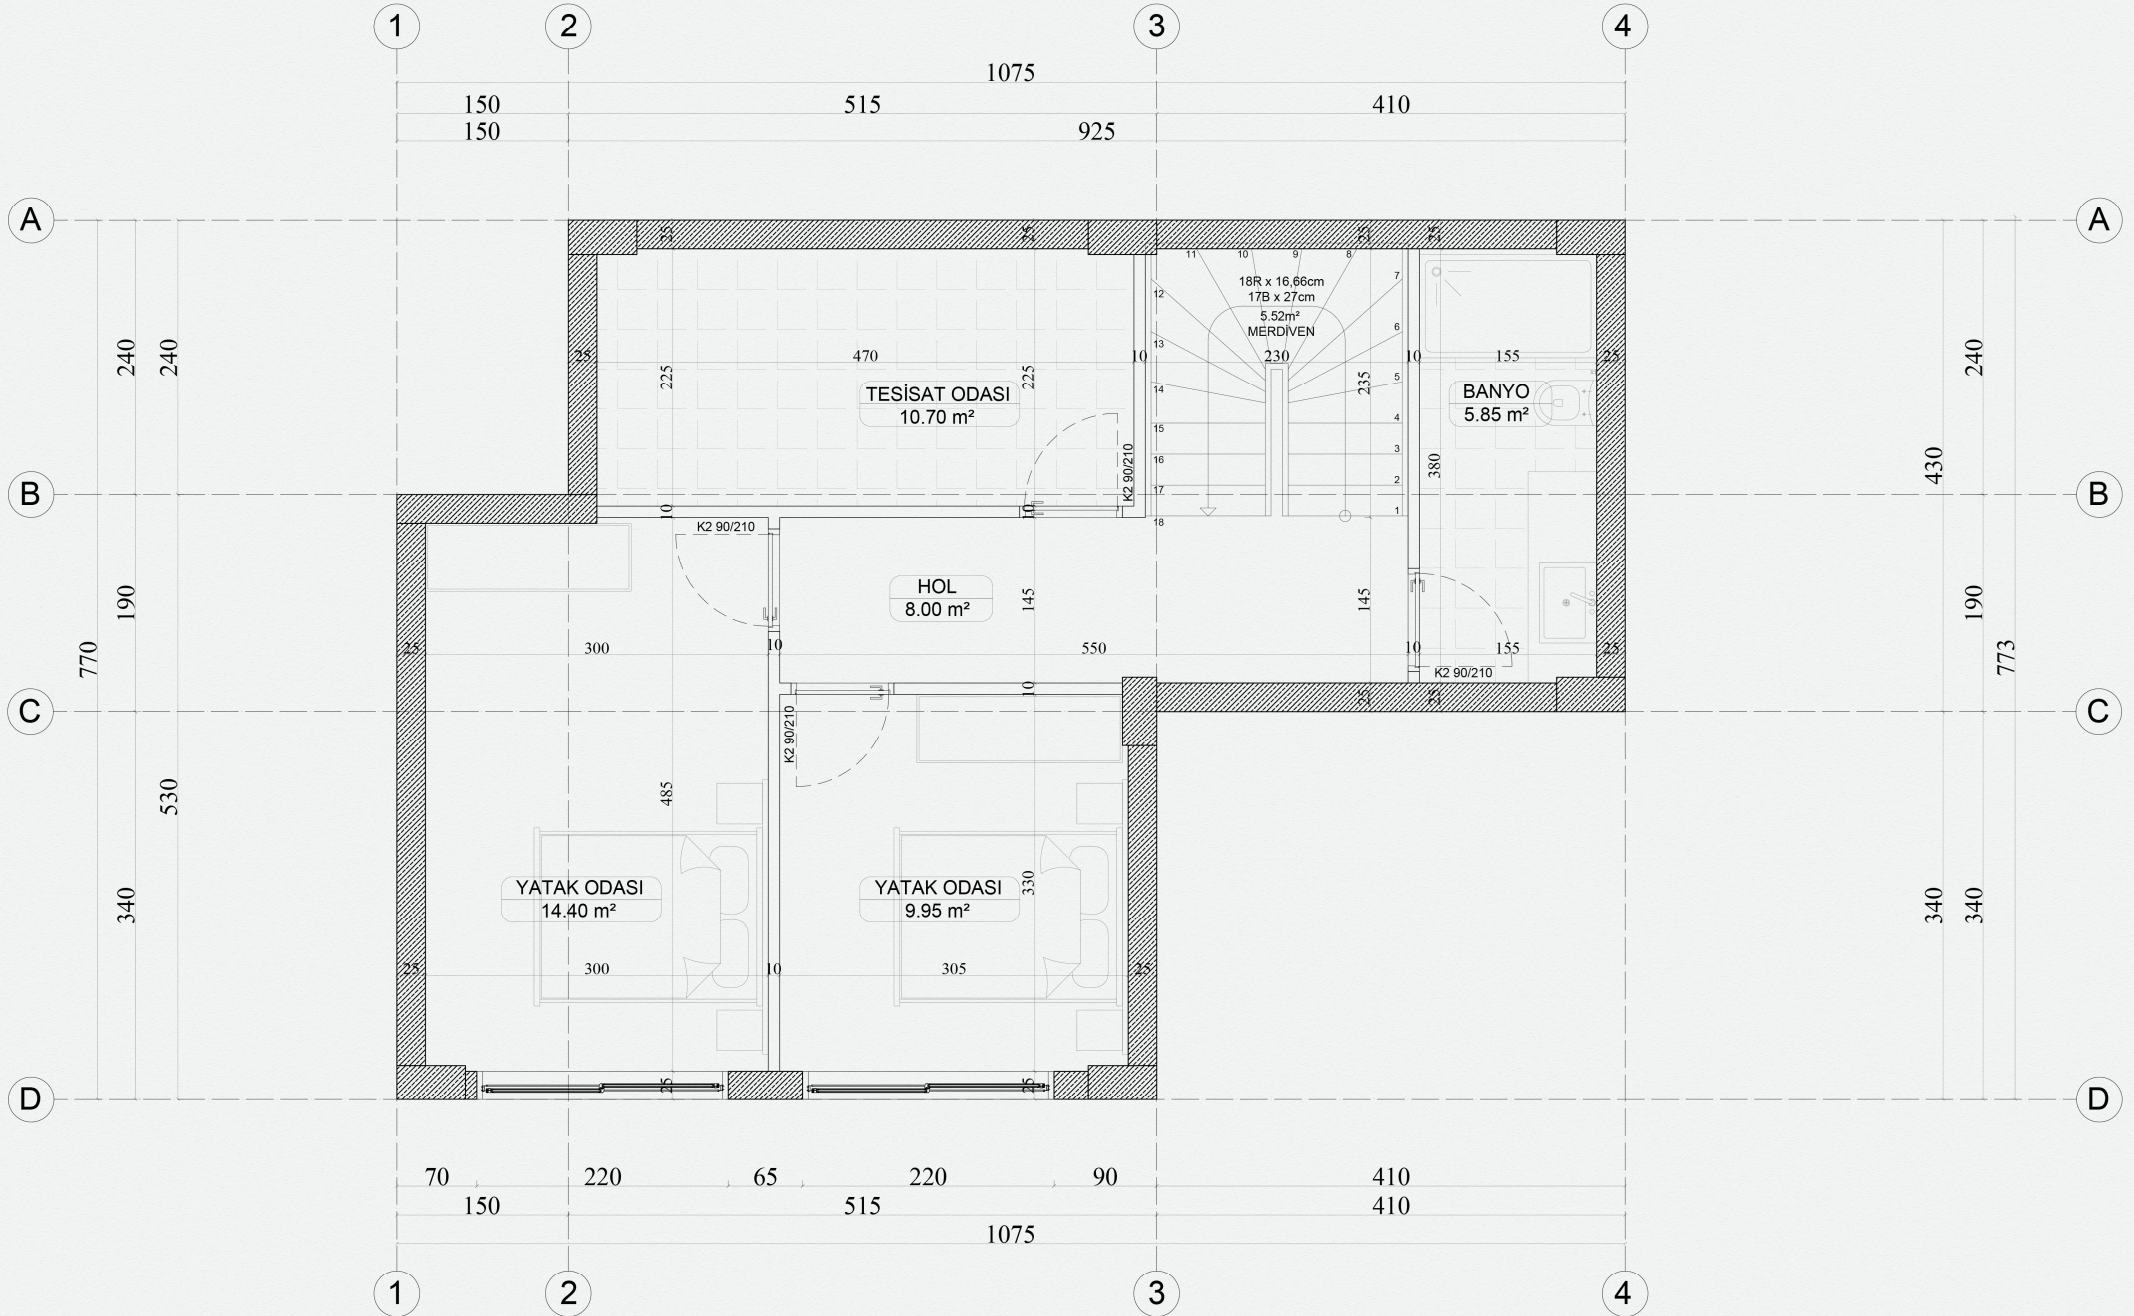 1 2 3 4
1075
150 515 410
150 925
A A
25 25 25 25
11 10 9 8
12 7
18R x 16,66cm
17B x 27cm
5.52m²
MERDİVEN
6
13
240 240 240
25 470 10 230 10 155 25
225 225 235
14 5
TESİSAT ODASI
10.70 m²
BANYO
5.85 m²
4
15
16 3
380
430
K2 90/210
17 2
B B
10 10
18 1
K2 90/210
HOL
8.00 m²
190 145 145 190
25 300 10 550 10 155 25
770 773
K2 90/210
10 25 25
C C
K2 90/210
485
530
YATAK ODASI
14.40 m²
YATAK ODASI
9.95 m²
330
340 340 340
25 300 10 305 25
25 25
D D
70 220 65 220 90 410
150 515 410
1075
1 2 3 4